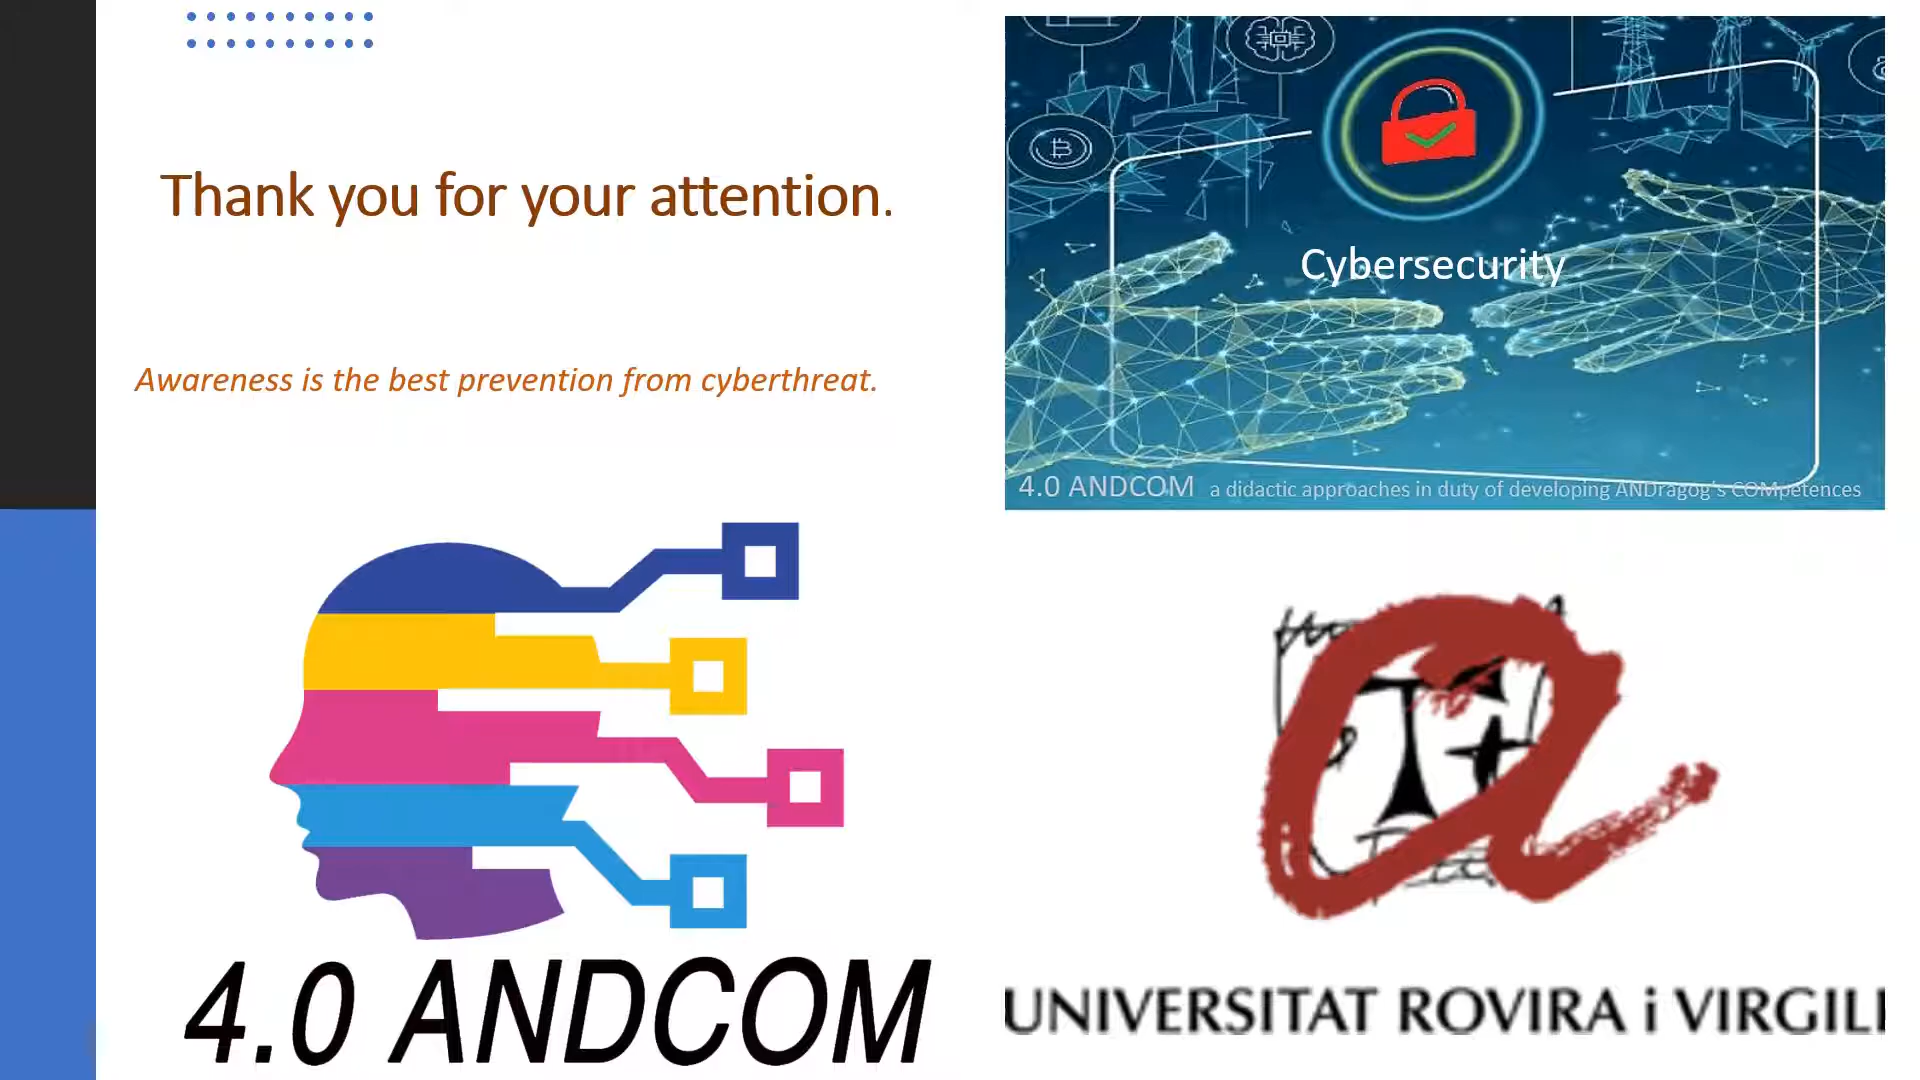 Thank you for your attention.
Awareness is the best prevention from cyberthreat.
Cybersecurity
4.0 ANDCOM a didactic approaches in duty of developing ANDragog's COMpetences
4.0 ANDCOM
UNIVERSITAT ROVIRA i VIRGILI